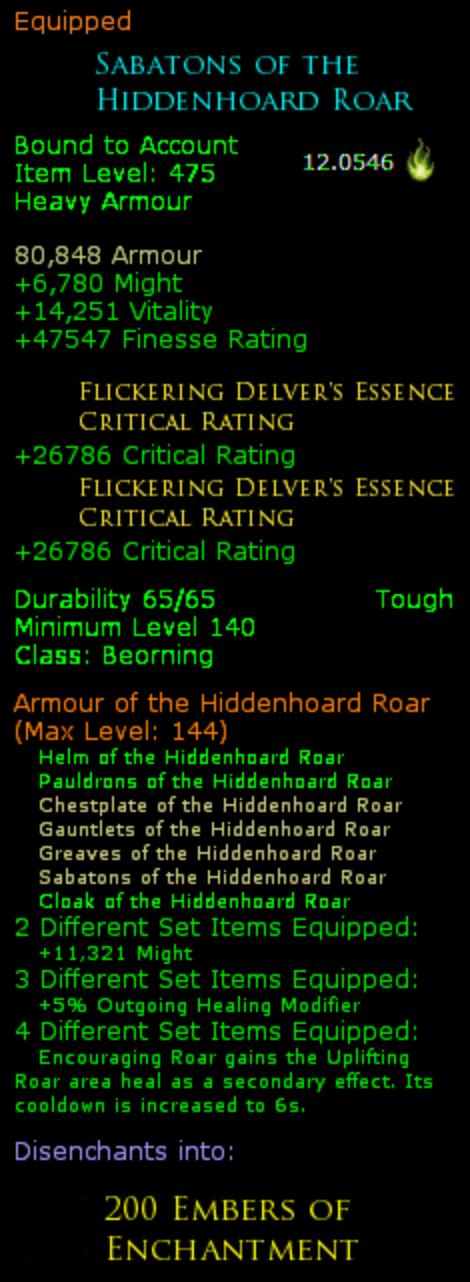 Equipped
Sabatons of the
Hiddenhoard Roar
Bound to Account
12.0546
Item Level: 475
Heavy Armour
80,848 Armour
+6,780 Might
+14,251 Vitality
+47547 Finesse Rating
Flickering Delver's Essence
Critical Rating
+26786 Critical Rating
Flickering Delver's Essence
Critical Rating
+26786 Critical Rating
Durability 65/65 Tough
Minimum Level 140
Class: Beorning
Armour of the Hiddenhoard Roar
(Max Level: 144)
Helm of the Hiddenhoard Roar
Pauldrons of the Hiddenhoard Roar
Chestplate of the Hiddenhoard Roar
Gauntlets of the Hiddenhoard Roar
Greaves of the Hiddenhoard Roar
Sabatons of the Hiddenhoard Roar
Cloak of the Hiddenhoard Roar
2 Different Set Items Equipped:
+11,321 Might
3 Different Set Items Equipped:
+5% Outgoing Healing Modifier
4 Different Set Items Equipped:
Encouraging Roar gains the Uplifting
Roar area heal as a secondary effect. Its
cooldown is increased to 6s.
Disenchants into:
200 Embers of
Enchantment